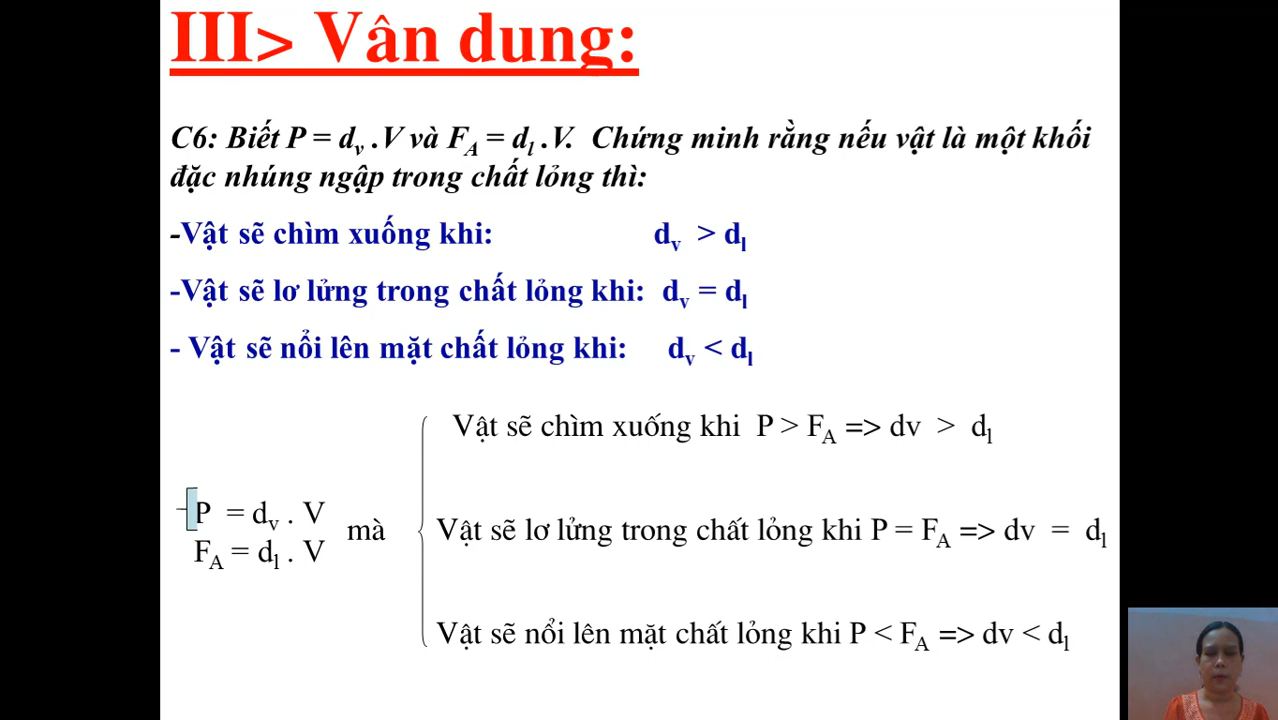 III> Vân dung:
C6: Biết P = dv .V và FA = dl .V. Chứng minh rằng nếu vật là một khối
đặc nhúng ngập trong chất lỏng thì:
-Vật sẽ chìm xuống khi: dv > dl
-Vật sẽ lơ lửng trong chất lỏng khi: dv = dl
- Vật sẽ nổi lên mặt chất lỏng khi: dv < dl
Vật sẽ chìm xuống khi P > FA => dv > dl
P = dv . V
FA = dl . V
mà
Vật sẽ lơ lửng trong chất lỏng khi P = FA => dv = dl
Vật sẽ nổi lên mặt chất lỏng khi P < FA => dv < dl